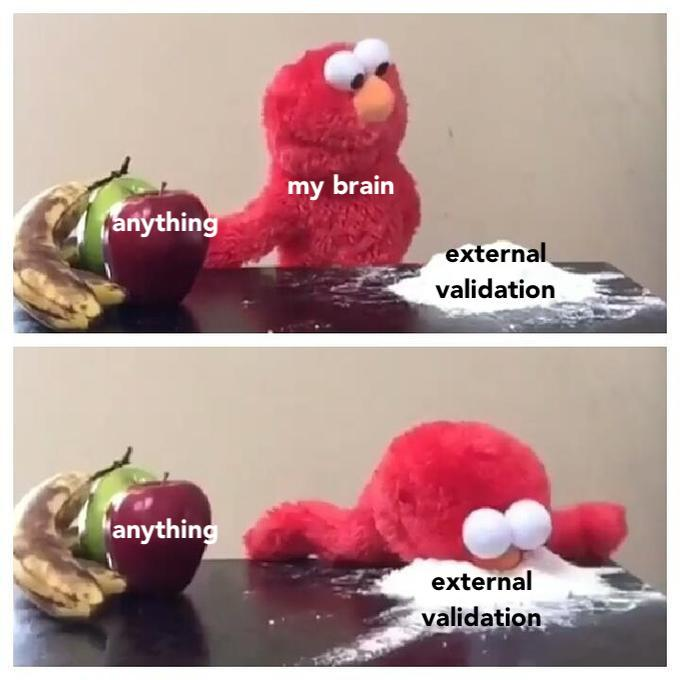 my brain
anything
external
validation
anything
external
validation